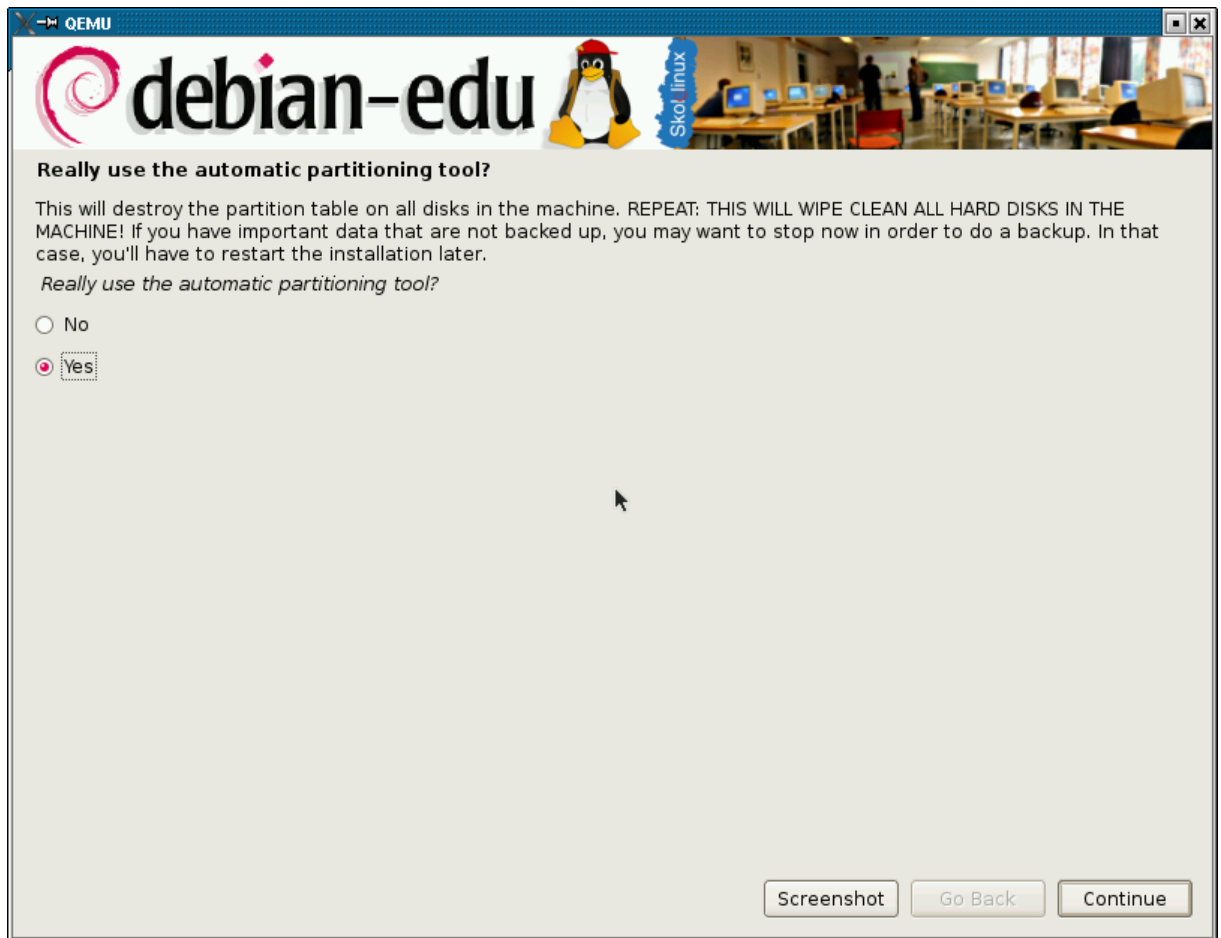 QEMU
debian-edu
Skolelinux
Really use the automatic partitioning tool?
This will destroy the partition table on all disks in the machine. REPEAT: THIS WILL WIPE CLEAN ALL HARD DISKS IN THE
MACHINE! If you have important data that are not backed up, you may want to stop now in order to do a backup. In that
case, you'll have to restart the installation later.
Really use the automatic partitioning tool?
No
Yes
Screenshot
Go Back
Continue